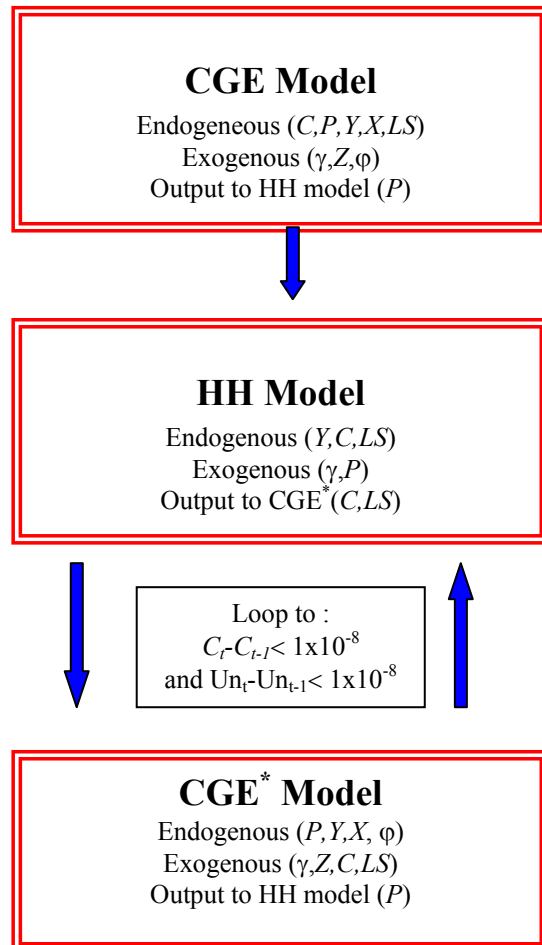 CGE Model
Endogeneous (C,P,Y,X,LS)
Exogenous (γ,Z,φ)
Output to HH model (P)
HH Model
Endogenous (Y,C,LS)
Exogenous (γ,P)
Output to CGE*(C,LS)
Loop to :
Cₜ-Cₜ₋₁< 1x10⁻⁸
and Unₜ-Unₜ₋₁< 1x10⁻⁸
CGE* Model
Endogenous (P,Y,X, φ)
Exogenous (γ,Z,C,LS)
Output to HH model (P)